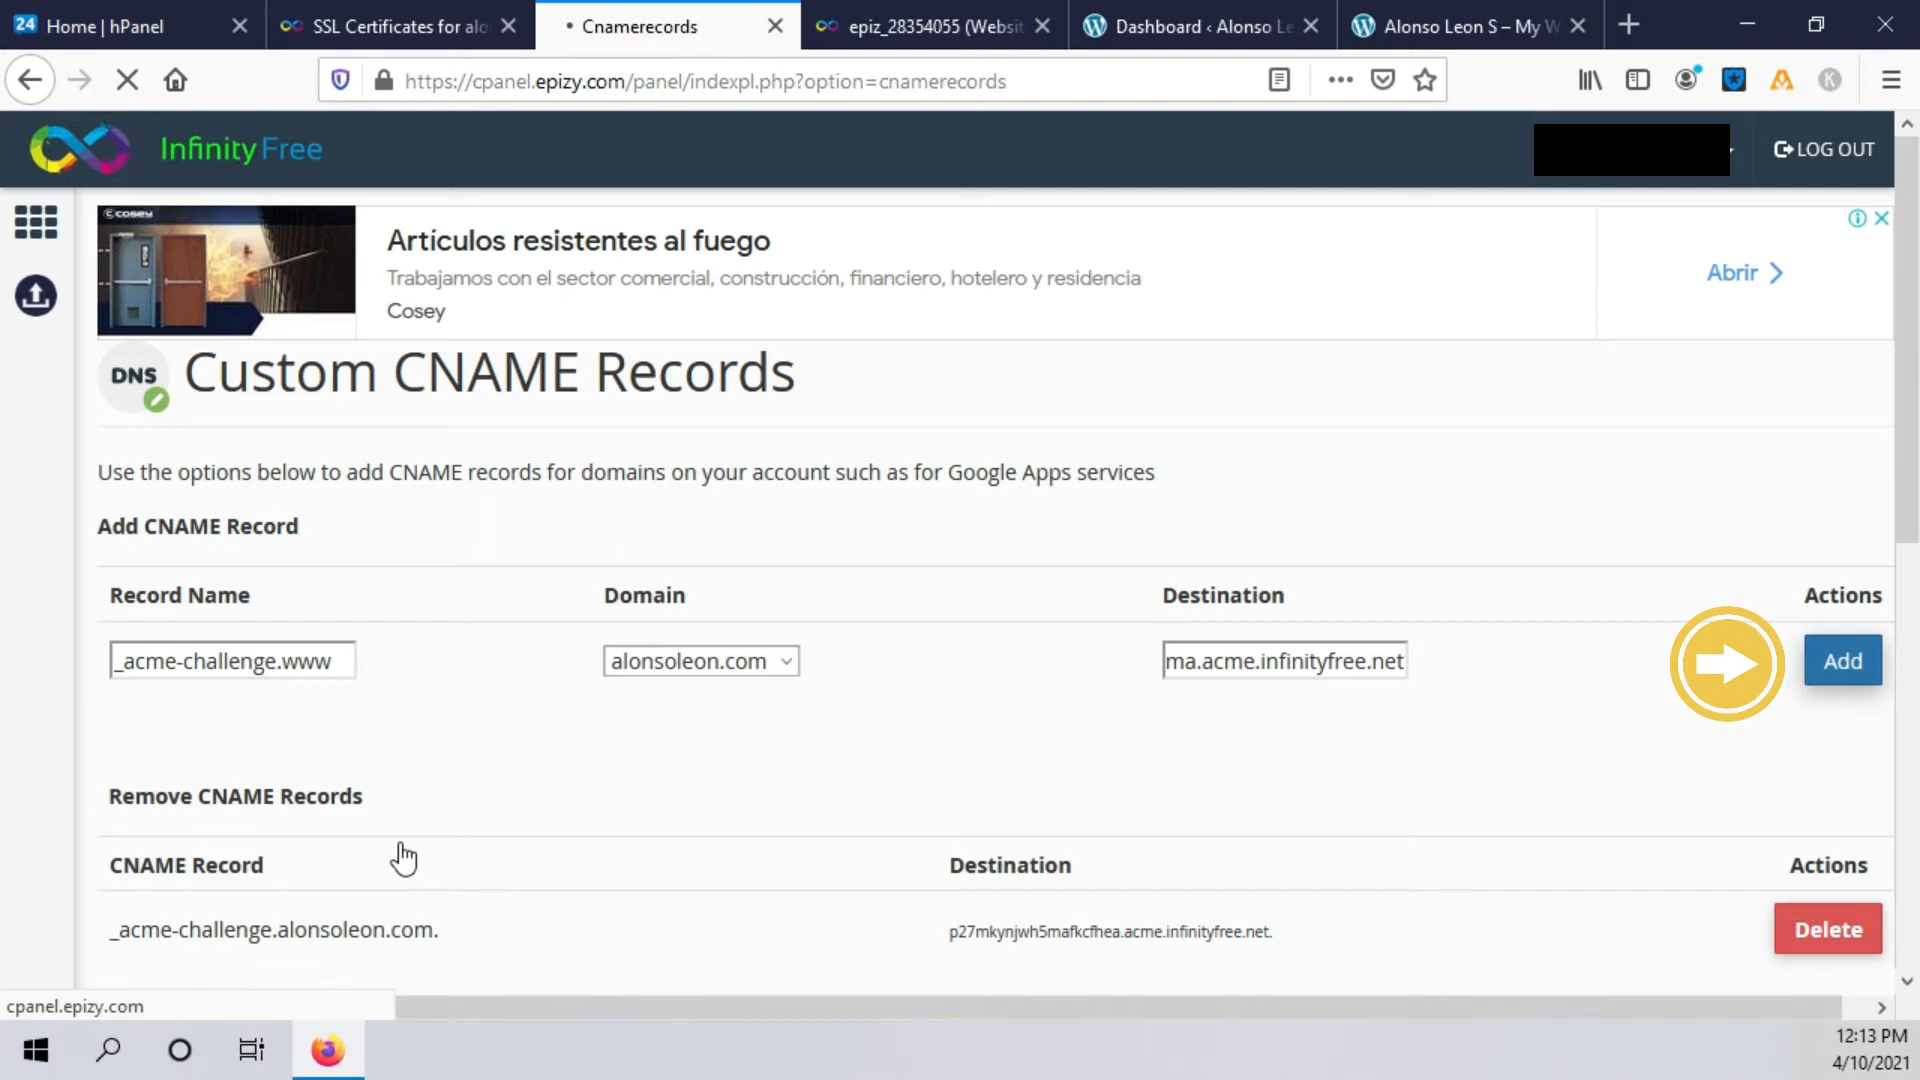 24 Home | hPanel
SSL Certificates for alo
Cnamerecords
epiz_28354055 (Websit
Dashboard ‹ Alonso Le
Alonso Leon S – My W
https://cpanel.epizy.com/panel/indexpl.php?option=cnamerecords
K
InfinityFree
LOG OUT
cosey
Artículos resistentes al fuego
Trabajamos con el sector comercial, construcción, financiero, hotelero y residencia
Cosey
Abrir
DNS
Custom CNAME Records
Use the options below to add CNAME records for domains on your account such as for Google Apps services
Add CNAME Record
Record Name Domain Destination Actions
_acme-challenge.www alonsoleon.com ma.acme.infinityfree.net Add
Remove CNAME Records
CNAME Record Destination Actions
_acme-challenge.alonsoleon.com. p27mkynjwh5mafkcfhea.acme.infinityfree.net. Delete
cpanel.epizy.com
12:13 PM
4/10/2021